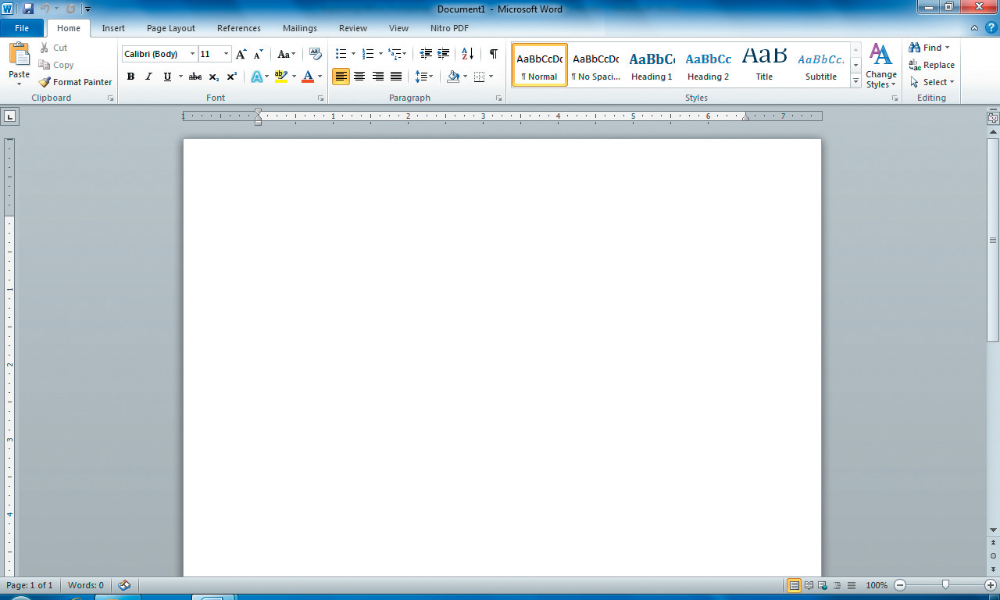 Document1 - Microsoft Word
File Home Insert Page Layout References Mailings Review View Nitro PDF
Paste
Cut
Copy
Format Painter
Clipboard
Calibri (Body) 11
Aa
B I U abc x₂ x² A ab A
Font
A Z ¶
Paragraph
AaBbCcDc AaBbCcDc AaBbCc AaBbCc AaB AaBbCc.
¶ Normal ¶ No Spaci... Heading 1 Heading 2 Title Subtitle
Change
Styles
Styles
Find
Replace
Select
Editing
1 1 2 3 4 5 6 7
1
2
3
4
Page: 1 of 1 Words: 0 100%